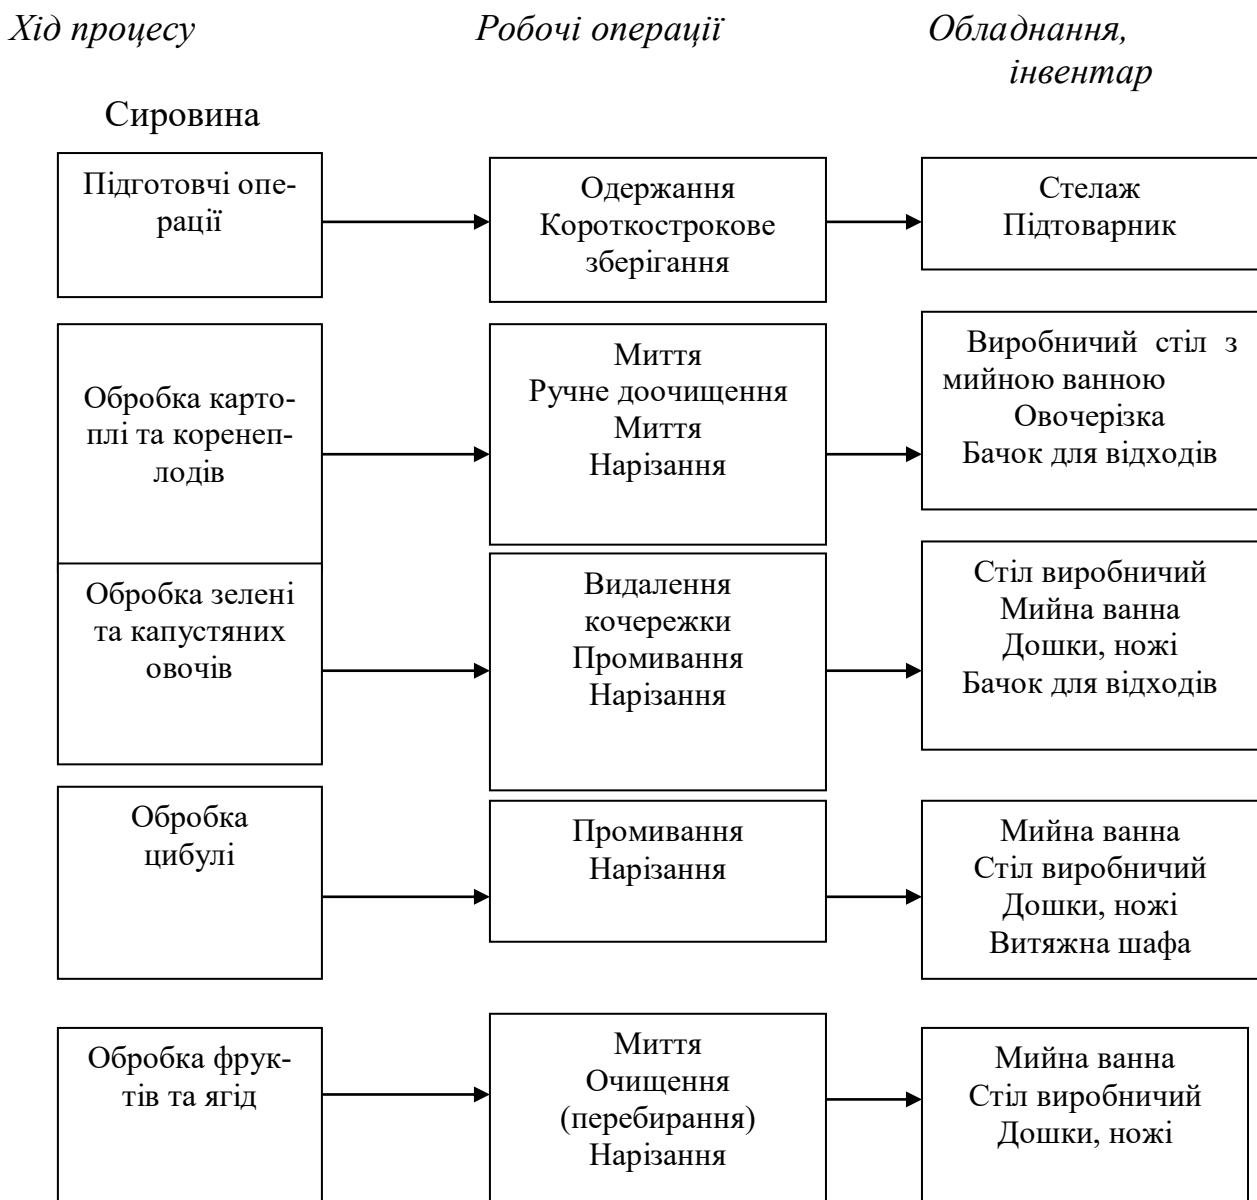 Хід процесу
Робочі операції
Обладнання,
інвентар
Сировина
Підготовчі опе-
рації
Одержання
Короткострокове
зберігання
Стелаж
Підтоварник
Обробка карто-
плі та коренеп-
лодів
Миття
Ручне доочищення
Миття
Нарізання
Виробничий стіл з
мийною ванною
Овочерізка
Бачок для відходів
Обробка зелені
та капустяних
овочів
Видалення
кочережки
Промивання
Нарізання
Стіл виробничий
Мийна ванна
Дошки, ножі
Бачок для відходів
Обробка
цибулі
Промивання
Нарізання
Мийна ванна
Стіл виробничий
Дошки, ножі
Витяжна шафа
Обробка фрук-
тів та ягід
Миття
Очищення
(перебирання)
Нарізання
Мийна ванна
Стіл виробничий
Дошки, ножі